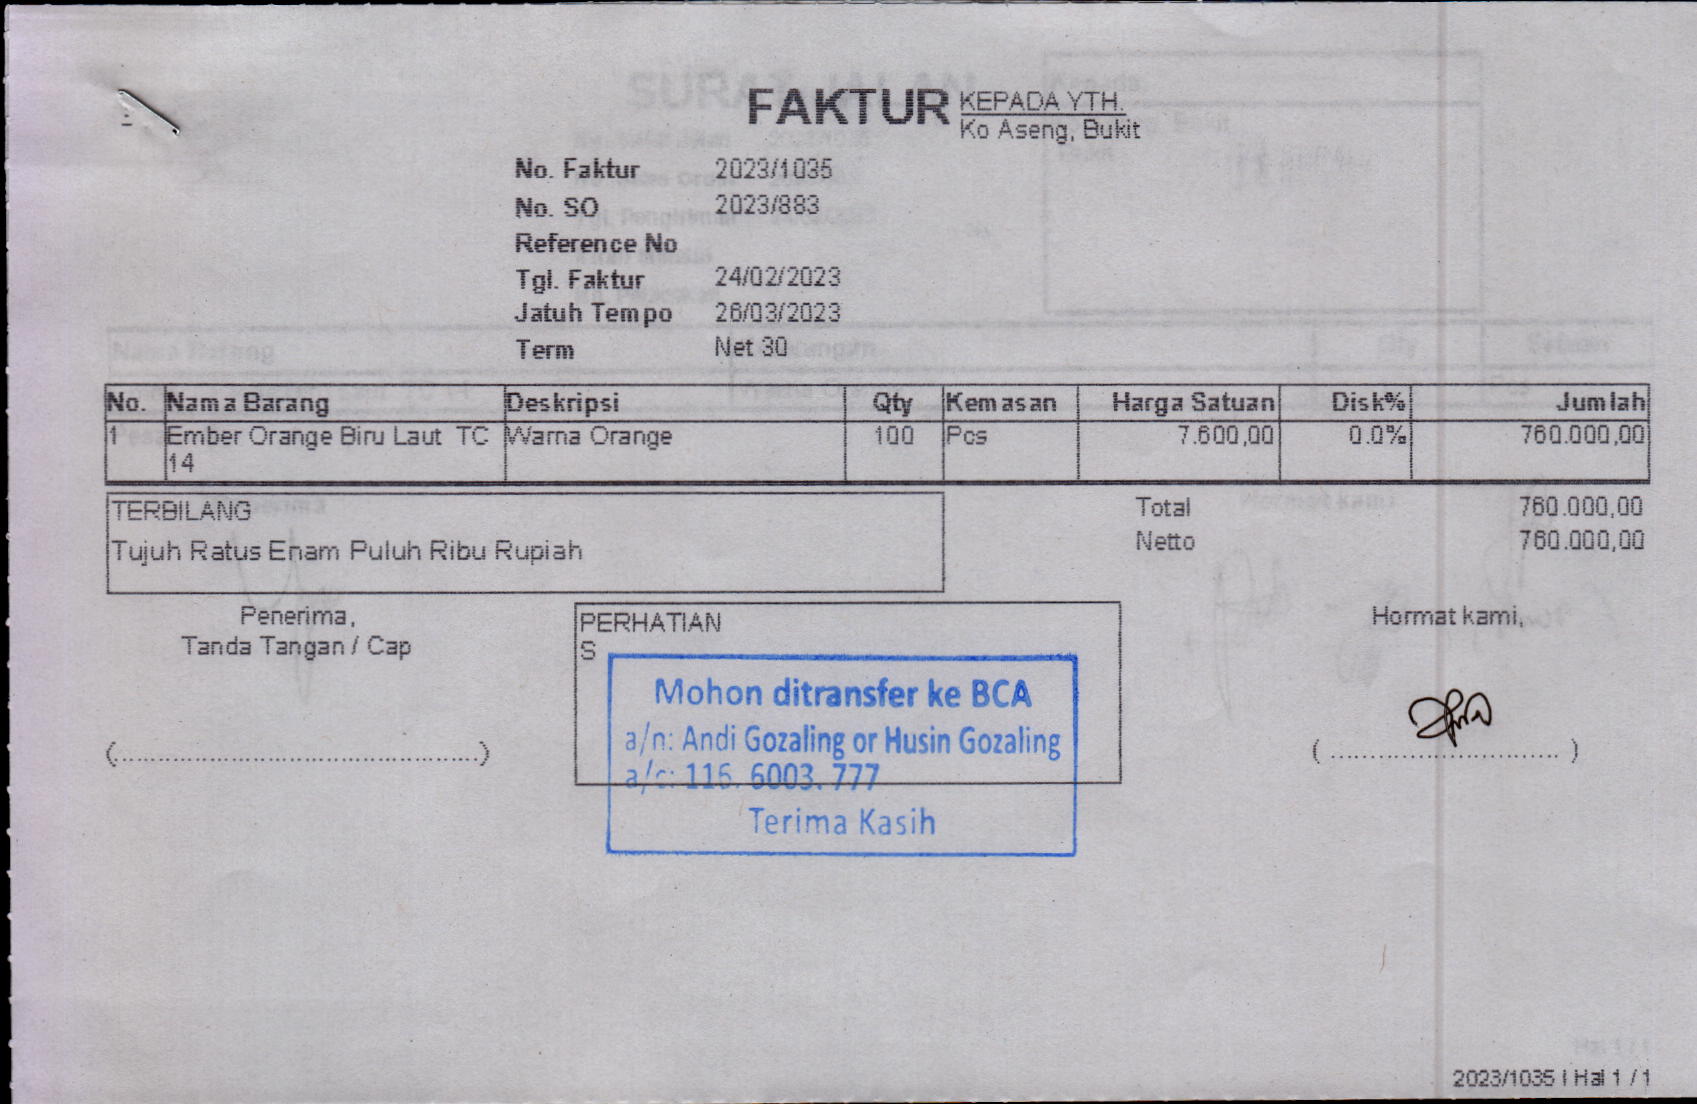 FAKTUR
KEPADA YTH.
Ko Aseng, Bukit
No. Faktur 2023/1035
No. SO 2023/883
Reference No
Tgl. Faktur 24/02/2023
Jatuh Tempo 26/03/2023
Term Net 30
No. Nama Barang Deskripsi Qty Kemasan Harga Satuan Disk% Jumlah
1 Ember Orange Biru Laut TC Warna Orange 100 Pcs 7.600,00 0.0% 760.000,00
14
TERBILANG
Tujuh Ratus Enam Puluh Ribu Rupiah
Total 760.000,00
Netto 760.000,00
Penerima,
Tanda Tangan / Cap
PERHATIAN
S
Hormat kami,
Mohon ditransfer ke BCA
a/n: Andi Gozaling or Husin Gozaling
a/c: 116. 6003. 777
Terima Kasih
2023/1035 | Hal 1 / 1